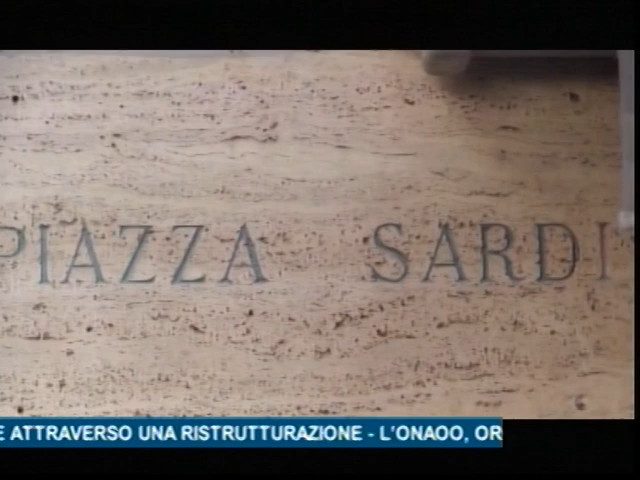 PIAZZA SARDI
E ATTRAVERSO UNA RISTRUTTURAZIONE - L'ONAOO, OR